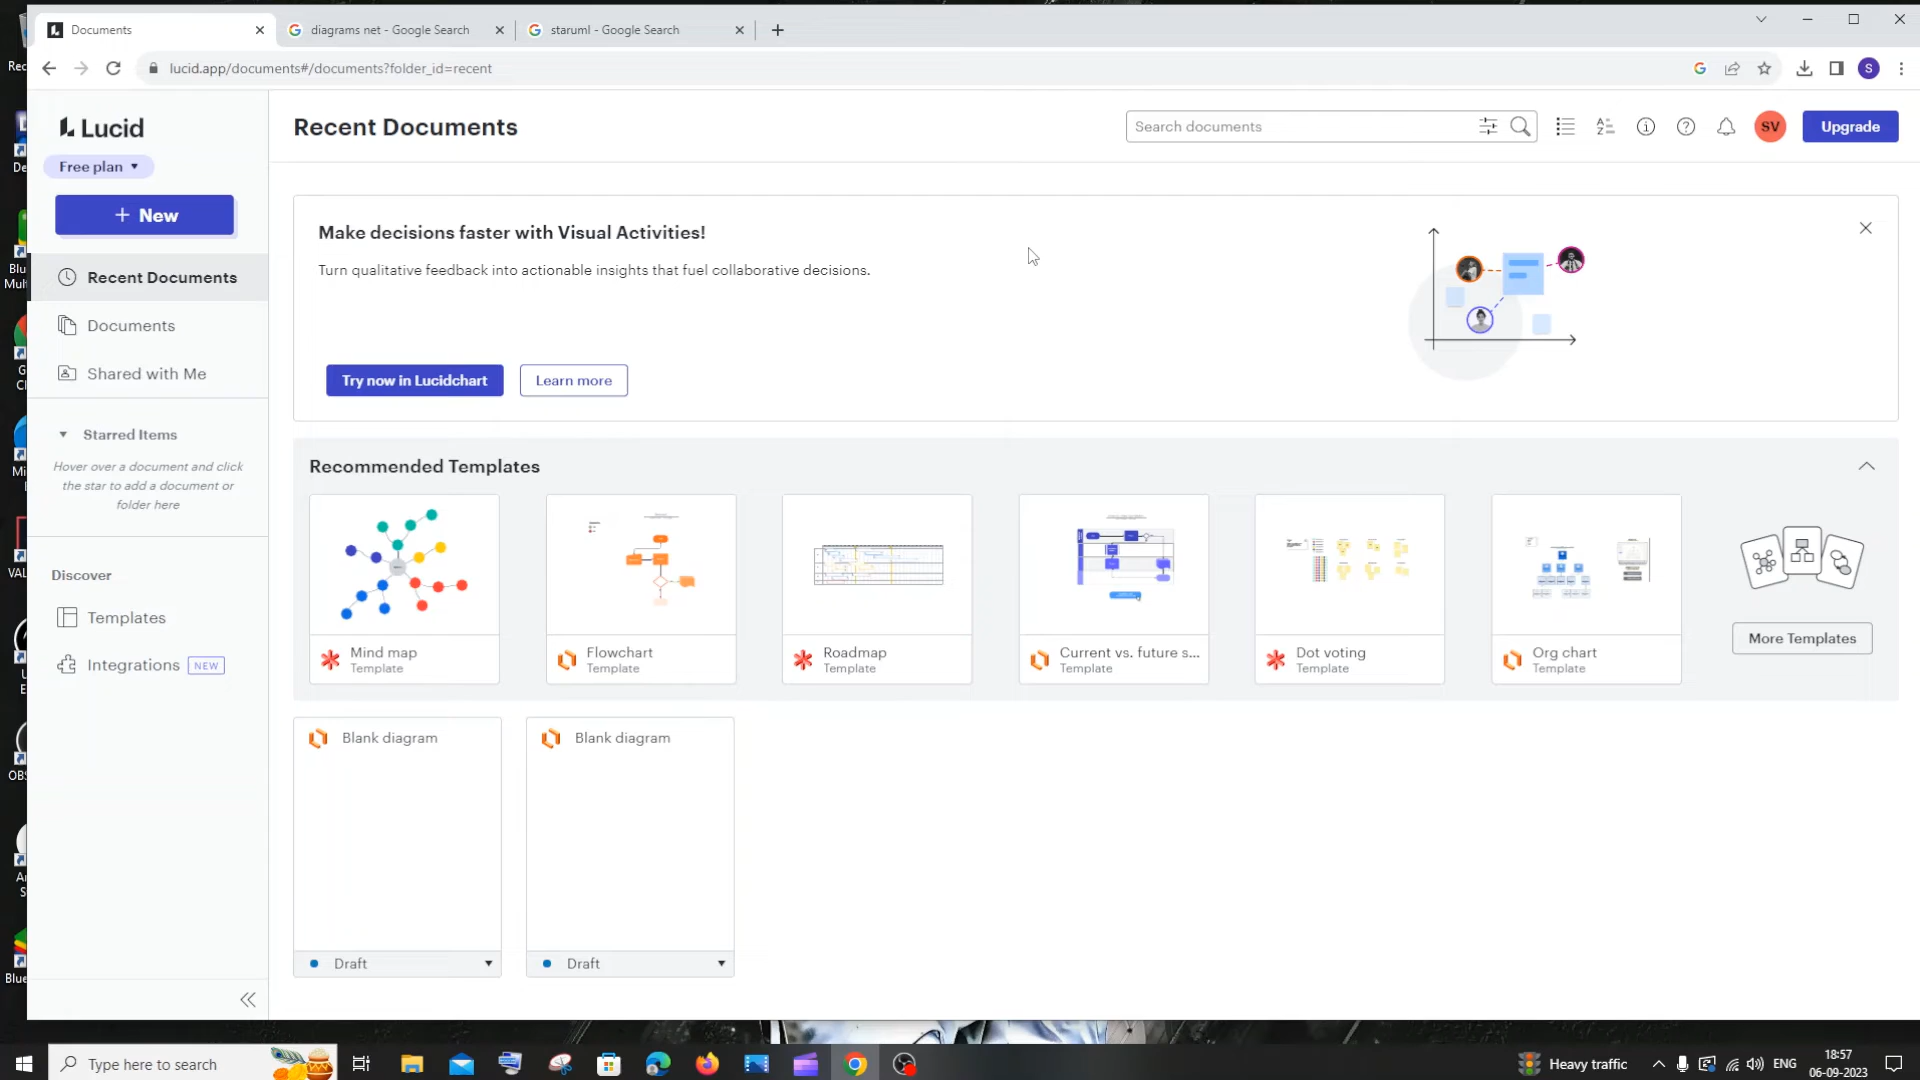 Documents
diagrams net - Google Search
staruml - Google Search
lucid.app/documents#/documents?folder_id=recent
S
Lucid
Free plan
+ New
Recent Documents
Documents
Shared with Me
Starred Items
Hover over a document and click
the star to add a document or
folder here
Discover
Templates
Integrations NEW
Recent Documents
Search documents
SV
Upgrade
Make decisions faster with Visual Activities!
Turn qualitative feedback into actionable insights that fuel collaborative decisions.
Try now in Lucidchart
Learn more
Recommended Templates
Mind map
Template
Flowchart
Template
Roadmap
Template
Current vs. future s...
Template
Dot voting
Template
Org chart
Template
More Templates
Blank diagram
Draft
Blank diagram
Draft
Type here to search
Heavy traffic
ENG
18:57
06-09-2023